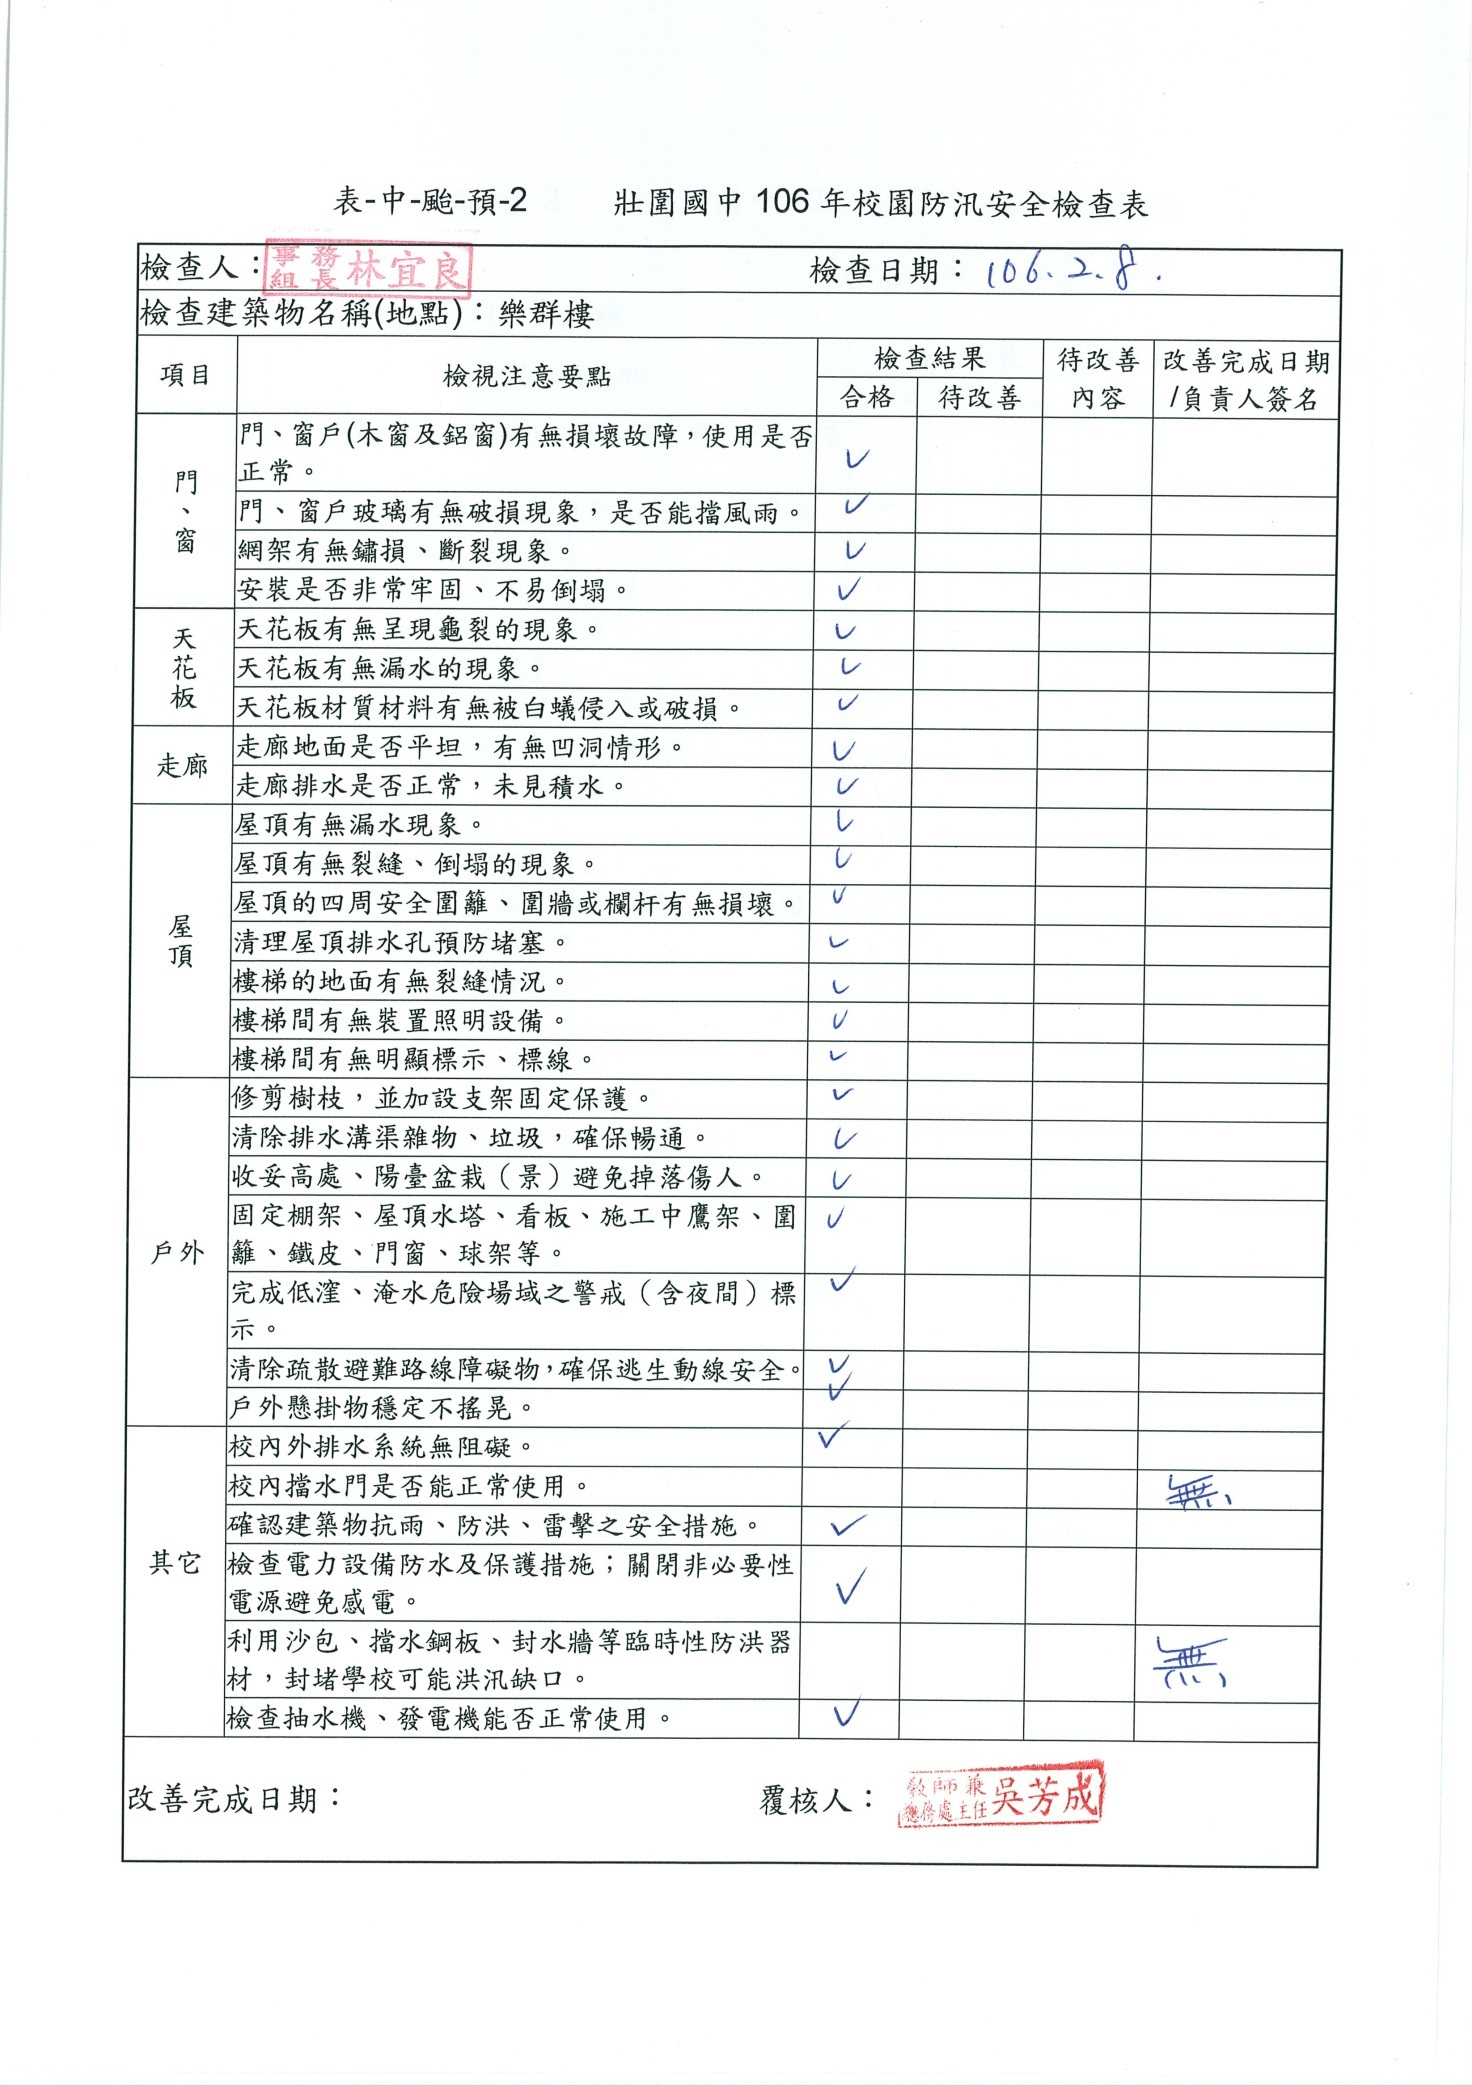 表-中-颱-預-2 壯圍國中 106 年校園防汛安全檢查表
檢查人： 事務組長 林宜良 檢查日期：106.2.8.
檢查建築物名稱(地點)：樂群樓
項目 檢視注意要點 檢查結果 待改善內容 改善完成日期/負責人簽名
合格 待改善
門、窗
門、窗戶(木窗及鋁窗)有無損壞故障，使用是否
正常。 ✓
門、窗戶玻璃有無破損現象，是否能擋風雨。 ✓
網架有無鏽損、斷裂現象。 ✓
安裝是否非常牢固、不易倒塌。 ✓
天花板
天花板有無呈現龜裂的現象。 ✓
天花板有無漏水的現象。 ✓
天花板材質材料有無被白蟻侵入或破損。 ✓
走廊
走廊地面是否平坦，有無凹洞情形。 ✓
走廊排水是否正常，未見積水。 ✓
屋頂
屋頂有無漏水現象。 ✓
屋頂有無裂縫、倒塌的現象。 ✓
屋頂的四周安全圍籬、圍牆或欄杆有無損壞。 ✓
清理屋頂排水孔預防堵塞。 ✓
樓梯的地面有無裂縫情況。 ✓
樓梯間有無裝置照明設備。 ✓
樓梯間有無明顯標示、標線。 ✓
戶外
修剪樹枝，並加設支架固定保護。 ✓
清除排水溝渠雜物、垃圾，確保暢通。 ✓
收妥高處、陽臺盆栽（景）避免掉落傷人。 ✓
固定棚架、屋頂水塔、看板、施工中鷹架、圍
籬、鐵皮、門窗、球架等。 ✓
完成低漥、淹水危險場域之警戒（含夜間）標
示。 ✓
清除疏散避難路線障礙物，確保逃生動線安全。 ✓
戶外懸掛物穩定不搖晃。 ✓
其它
校內外排水系統無阻礙。 ✓
校內擋水門是否能正常使用。 無
確認建築物抗雨、防洪、雷擊之安全措施。 ✓
檢查電力設備防水及保護措施；關閉非必要性
電源避免感電。 ✓
利用沙包、擋水鋼板、封水牆等臨時性防洪器
材，封堵學校可能洪汛缺口。 無
檢查抽水機、發電機能否正常使用。 ✓
改善完成日期： 覆核人： 教師兼總務處主任 吳芳成